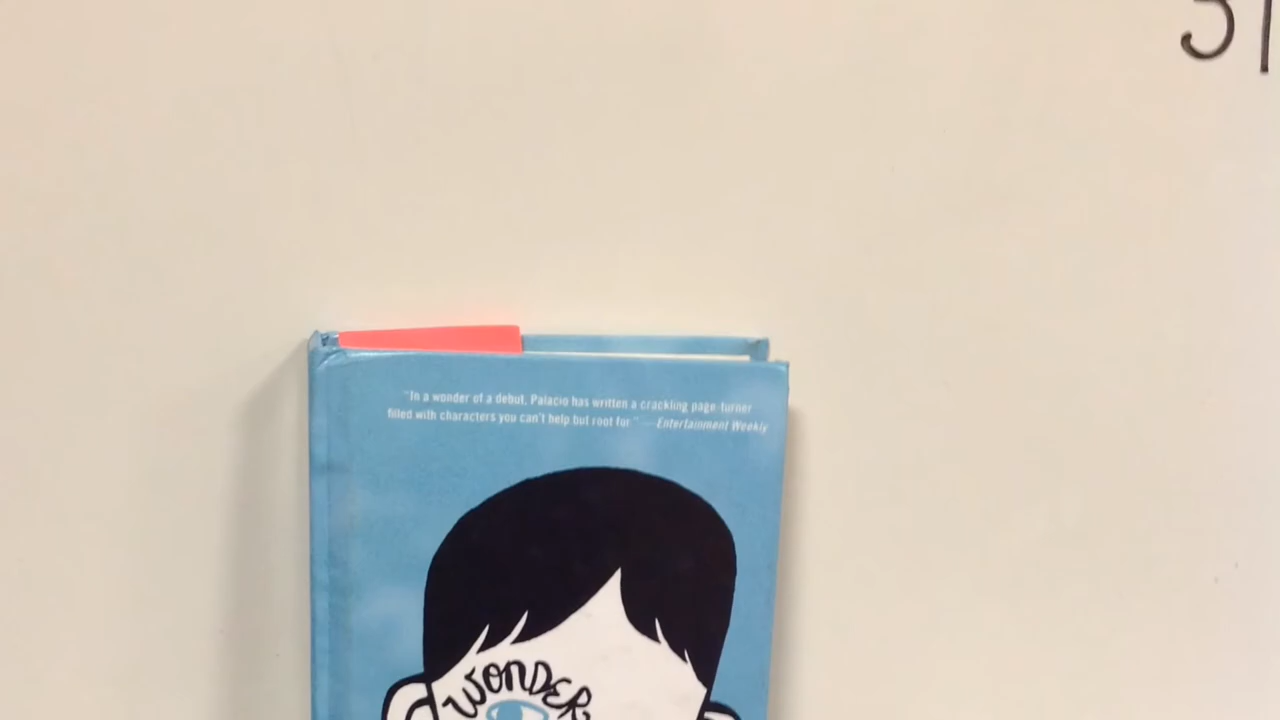 "In a wonder of a debut, Palacio has written a crackling page-turner
filled with characters you can't help but root for." —Entertainment Weekly
WONDER